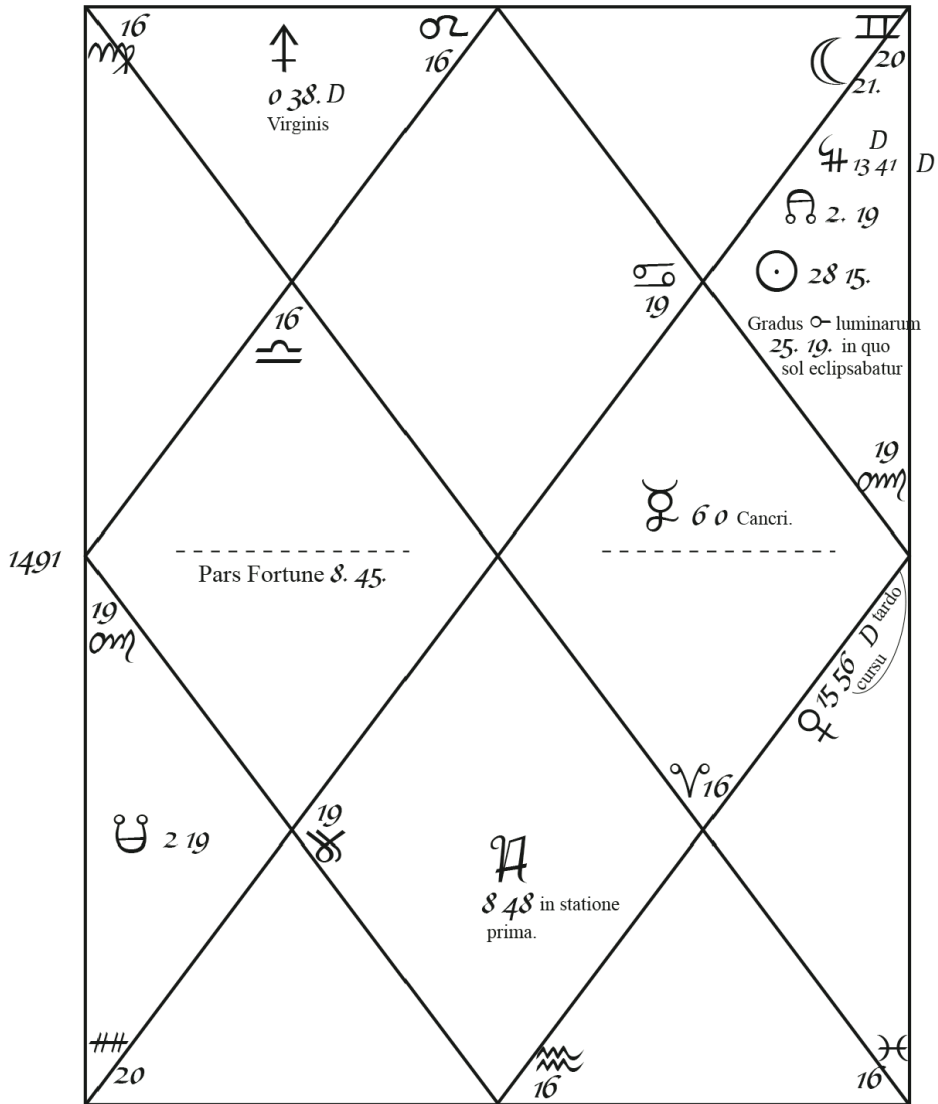 16
♍
0 38. D
Virginis
♌
16
♊
20
☾
21.
D
13 41 D
☊ 2. 19
☉ 28 15.
Gradus ☌ luminarum
25. 19. in quo
sol eclipsabatur
♋
19
16
♎
19
☿ 6 0 Cancri.
1491
Pars Fortune 8. 45.
19
♀ 15 56 D tardo
cursu
♈ 16
☋ 2 19
19
8 48 in statione
prima.
20
♒
16
♓
16